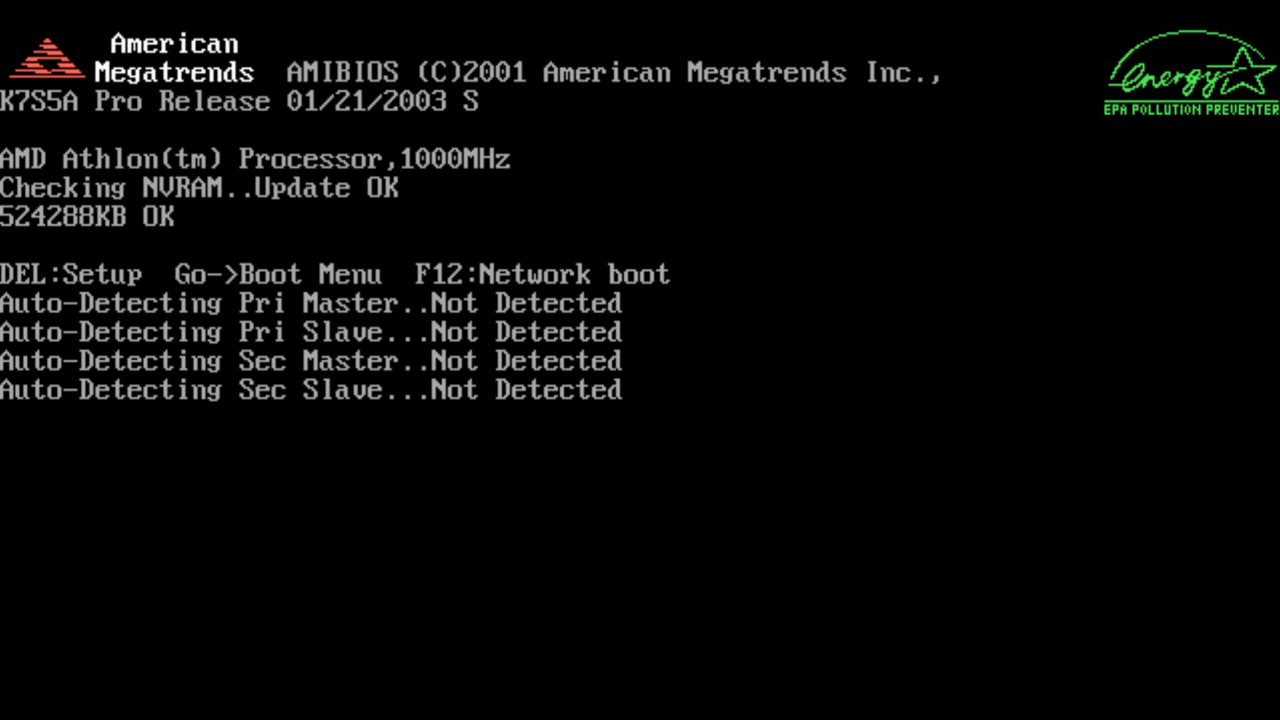 American
Megatrends AMIBIOS (C)2001 American Megatrends Inc.,
K7S5A Pro Release 01/21/2003 S
energy
EPA POLLUTION PREVENTER
AMD Athlon(tm) Processor,1000MHz
Checking NVRAM..Update OK
524288KB OK
DEL:Setup Go->Boot Menu F12:Network boot
Auto-Detecting Pri Master..Not Detected
Auto-Detecting Pri Slave...Not Detected
Auto-Detecting Sec Master..Not Detected
Auto-Detecting Sec Slave...Not Detected